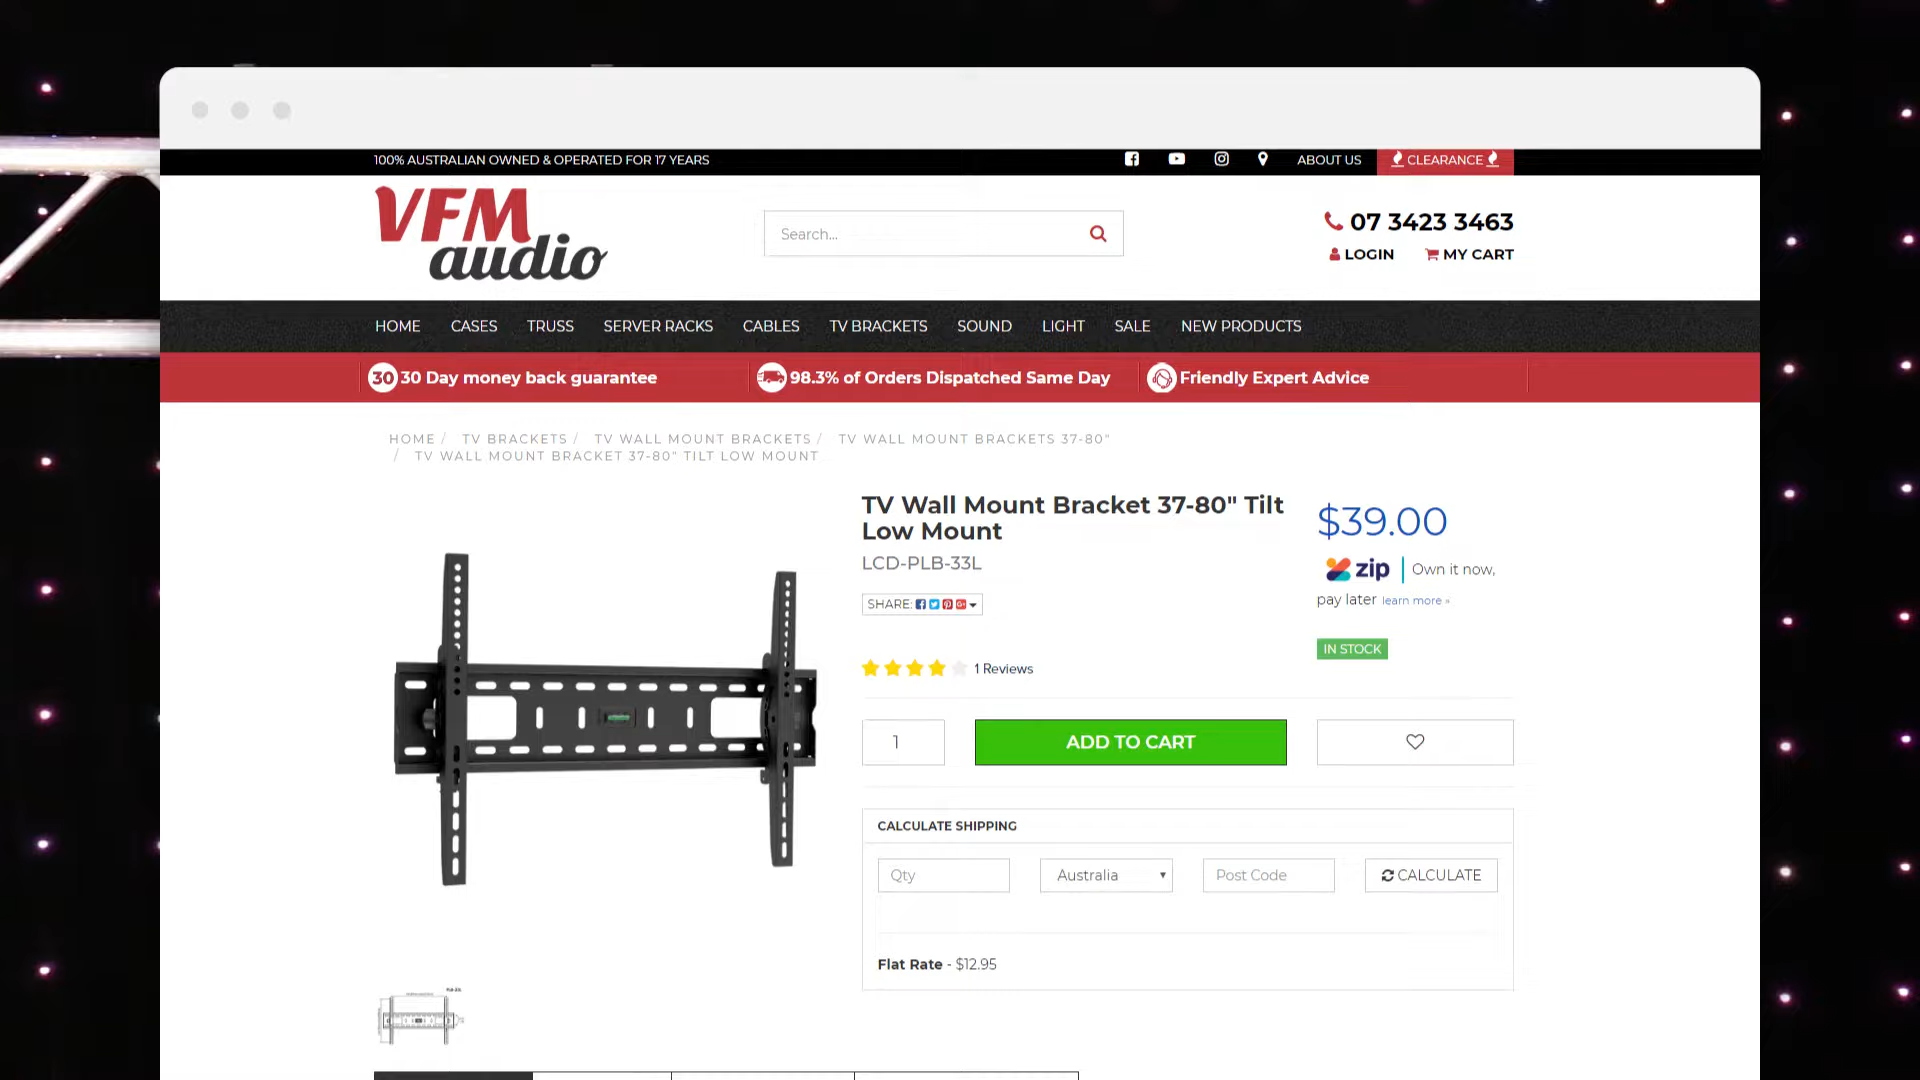 100% AUSTRALIAN OWNED & OPERATED FOR 17 YEARS
ABOUT US
CLEARANCE
VFM
audio
Search...
07 3423 3463
LOGIN
MY CART
HOME CASES TRUSS SERVER RACKS CABLES TV BRACKETS SOUND LIGHT SALE NEW PRODUCTS
30 30 Day money back guarantee
98.3% of Orders Dispatched Same Day
Friendly Expert Advice
HOME / TV BRACKETS / TV WALL MOUNT BRACKETS / TV WALL MOUNT BRACKETS 37-80"
/ TV WALL MOUNT BRACKET 37-80" TILT LOW MOUNT
TV Wall Mount Bracket 37-80" Tilt
Low Mount
LCD-PLB-33L
SHARE:
1 Reviews
$39.00
zip Own it now,
pay later learn more »
IN STOCK
1
ADD TO CART
CALCULATE SHIPPING
Qty
Australia
Post Code
CALCULATE
Flat Rate - $12.95